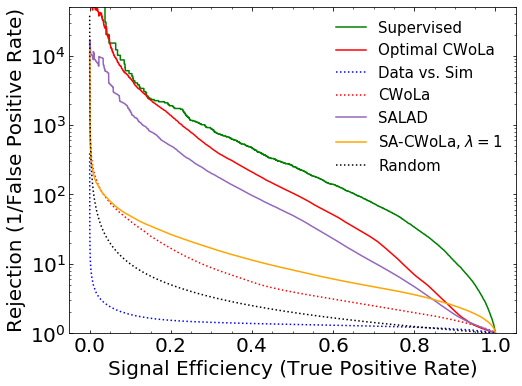 Rejection (1/False Positive Rate)
10⁴
10³
10²
10¹
10⁰
Supervised
Optimal CWoLa
Data vs. Sim
CWoLa
SALAD
SA-CWoLa, λ = 1
Random
0.0 0.2 0.4 0.6 0.8 1.0
Signal Efficiency (True Positive Rate)